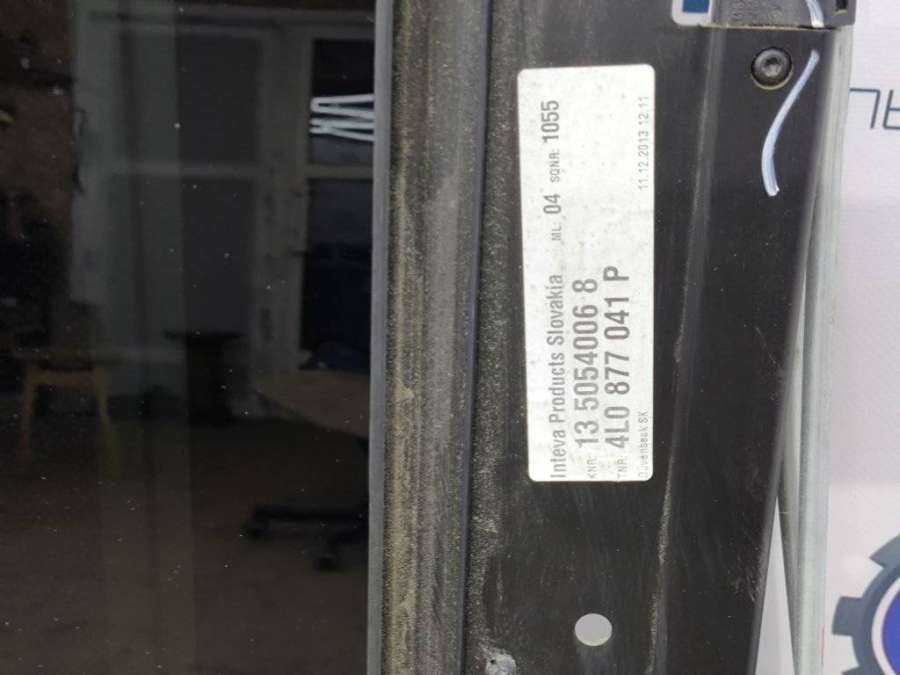 Inteva Products Slovakia ML: 04 SQNR: 1055
KNR: 13 5054006 8
TNR: 4L0 877 041 P
11.12.2013 12:11
AL